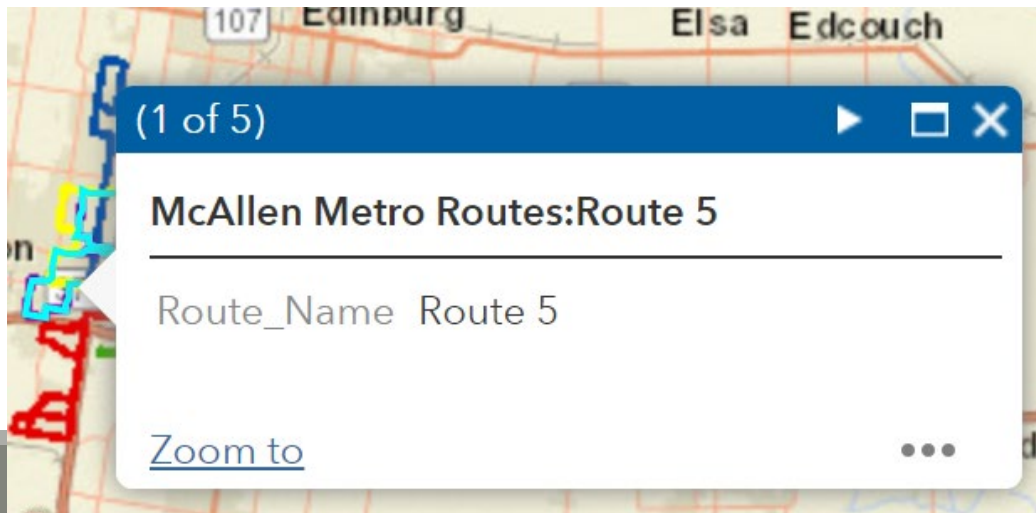 107 Edinburg
Elsa Edcouch
(1 of 5)
McAllen Metro Routes:Route 5
Route_Name Route 5
Zoom to